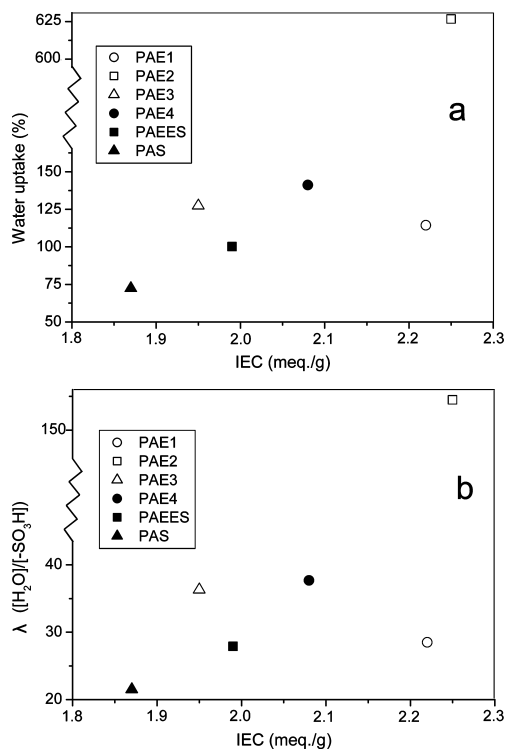 625
600
150
125
100
75
50
Water uptake (%)
PAE1
PAE2
PAE3
PAE4
PAEES
PAS
a
1.8 1.9 2.0 2.1 2.2 2.3
IEC (meq./g)
150
40
30
20
λ ([H₂O]/[-SO₃H])
PAE1
PAE2
PAE3
PAE4
PAEES
PAS
b
1.8 1.9 2.0 2.1 2.2 2.3
IEC (meq./g)